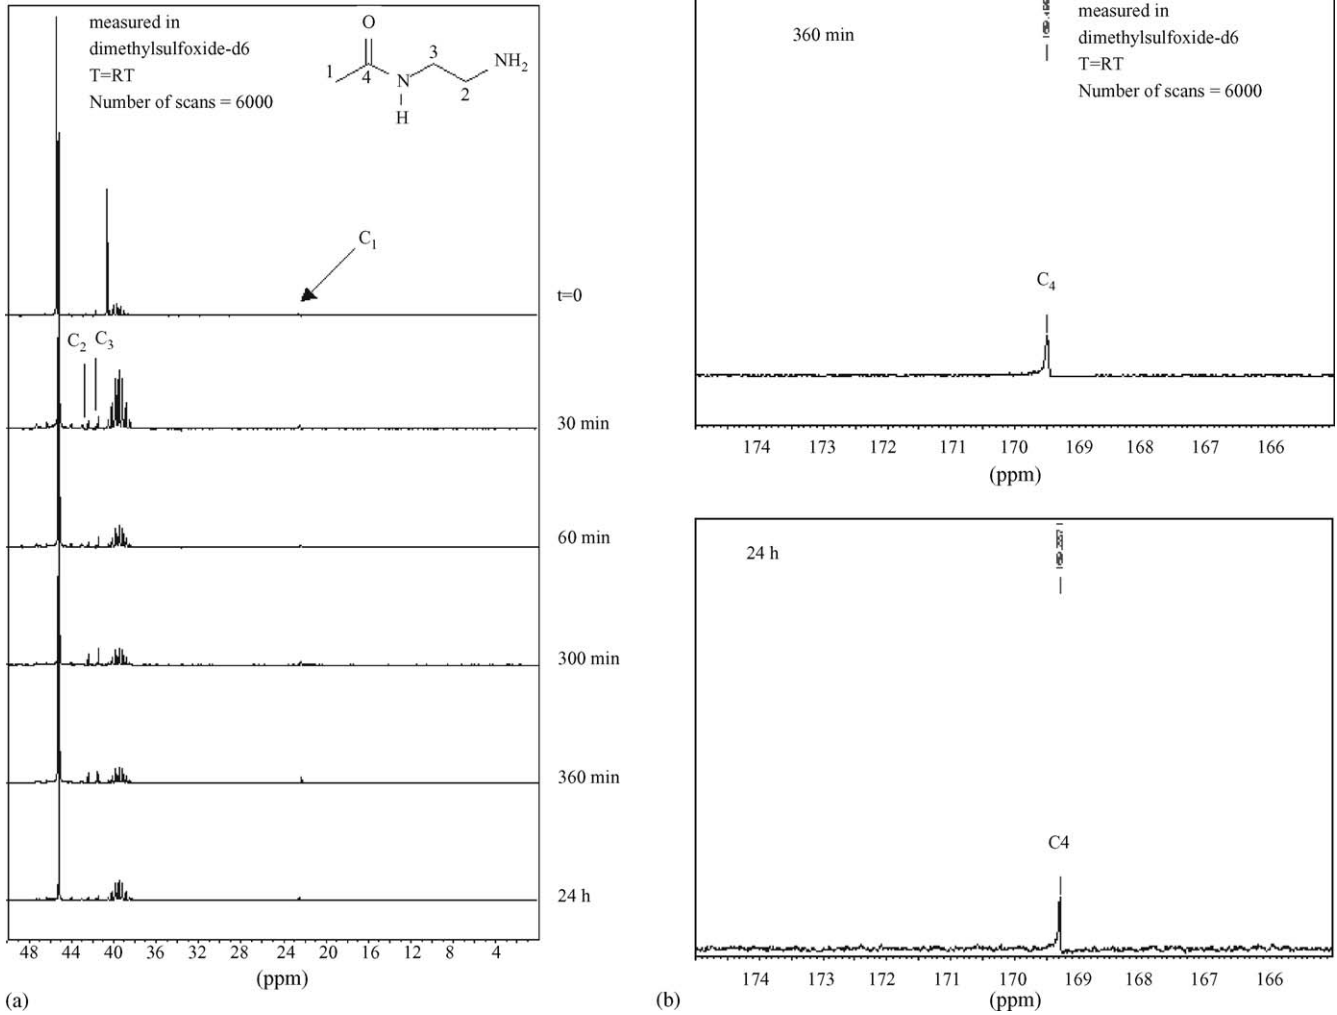 measured in
dimethylsulfoxide-d6
T=RT
Number of scans = 6000
O
1
4
N
H
3
2
NH2
C1
t=0
C2 C3
30 min
60 min
300 min
360 min
24 h
48 44 40 36 32 28 24 20 16 12 8 4
(ppm)
(a)
360 min
measured in
dimethylsulfoxide-d6
T=RT
Number of scans = 6000
C4
174 173 172 171 170 169 168 167 166
(ppm)
24 h
C4
174 173 172 171 170 169 168 167 166
(ppm)
(b)